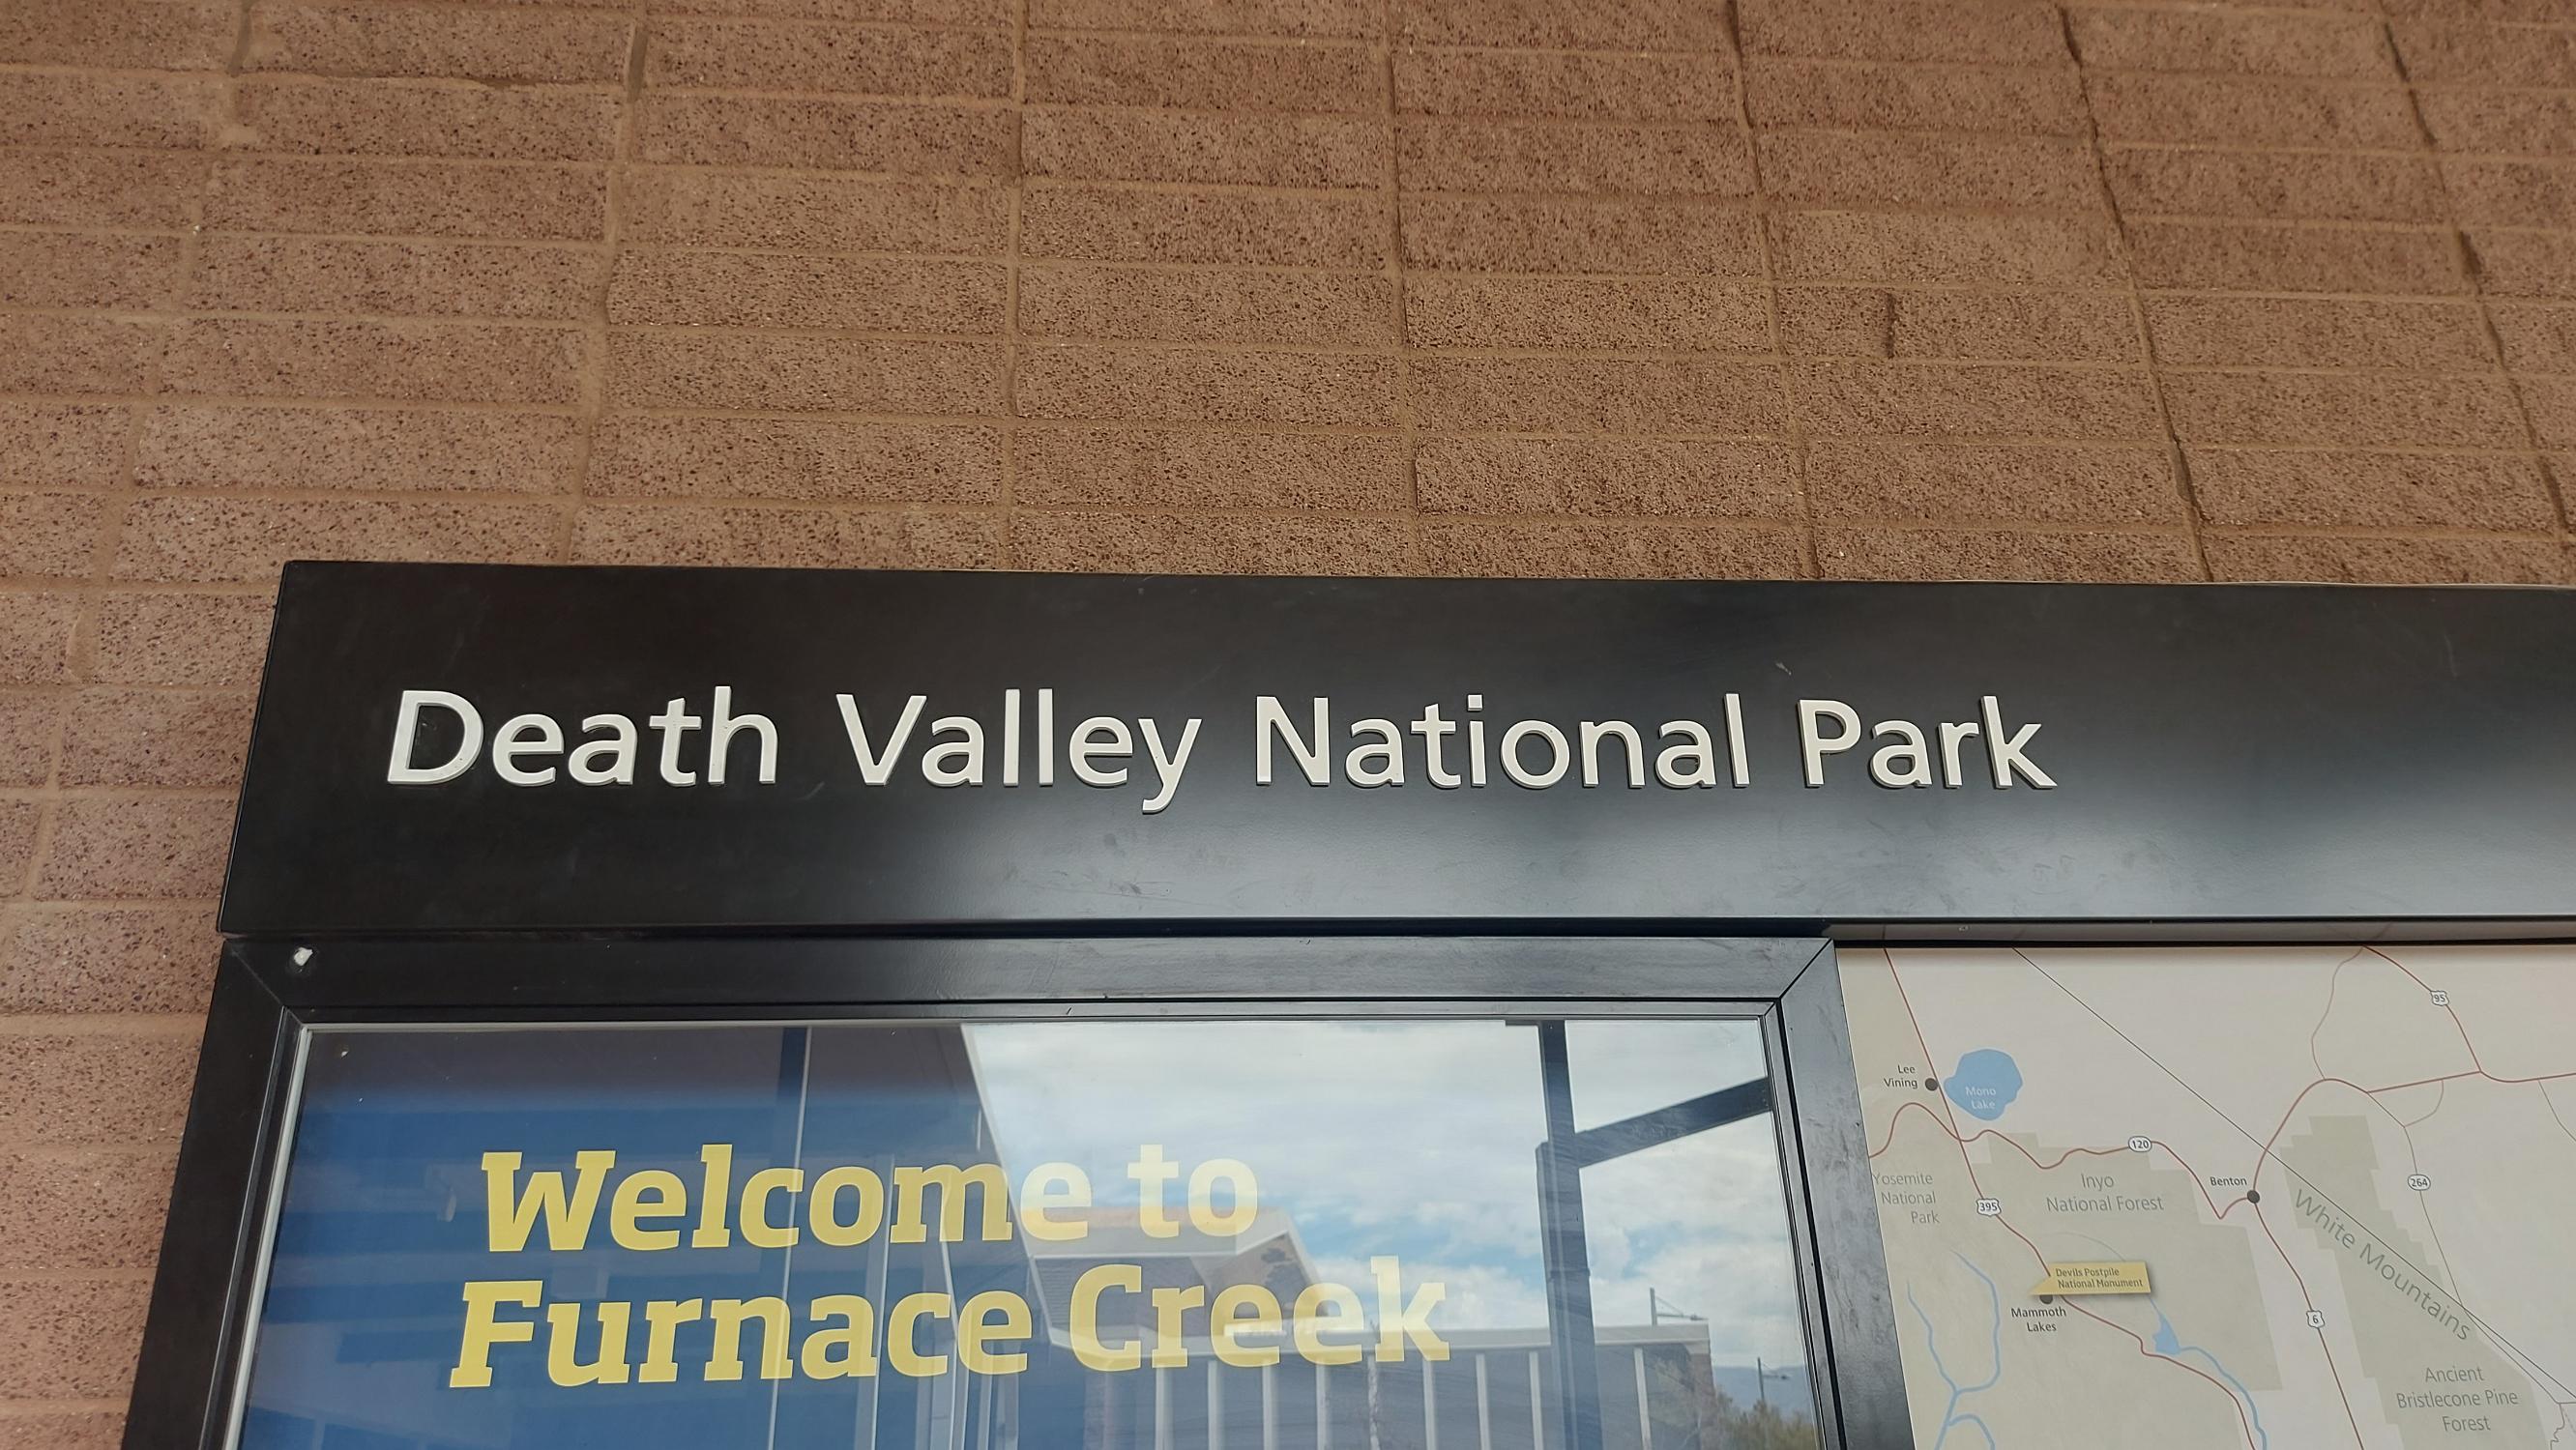 Death Valley National Park
Welcome to
Furnace Creek
95
Lee
Vining
Mono
Lake
120
Yosemite
National
Park
Inyo
National Forest
Benton
264
395
White Mountains
Devils Postpile
National Monument
Mammoth
Lakes
6
Ancient
Bristlecone Pine
Forest